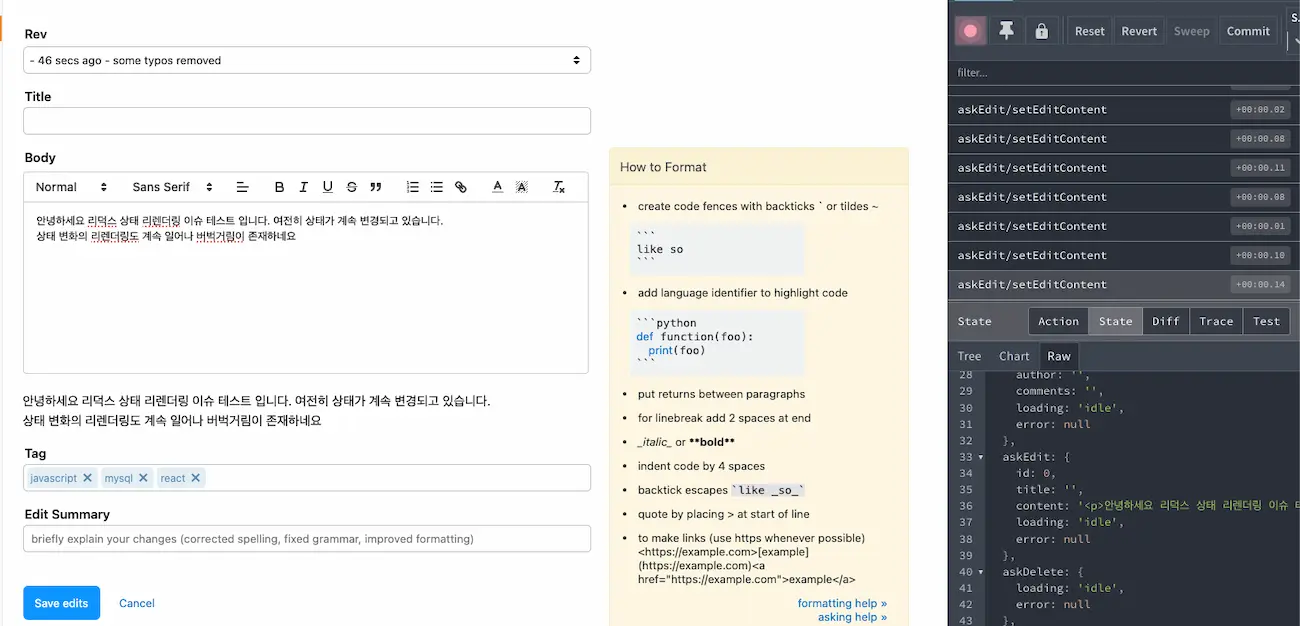 Rev
- 46 secs ago - some typos removed
Title
Body
Normal Sans Serif B I U S
안녕하세요 리덕스 상태 리렌더링 이슈 테스트 입니다. 여전히 상태가 계속 변경되고 있습니다.
상태 변화의 리렌더링도 계속 일어나 버벅거림이 존재하네요
안녕하세요 리덕스 상태 리렌더링 이슈 테스트 입니다. 여전히 상태가 계속 변경되고 있습니다.
상태 변화의 리렌더링도 계속 일어나 버벅거림이 존재하네요
Tag
javascript ✕ mysql ✕ react ✕
Edit Summary
briefly explain your changes (corrected spelling, fixed grammar, improved formatting)
Save edits Cancel
How to Format
• create code fences with backticks ` or tildes ~
```
like so
```
• add language identifier to highlight code
```python
def function(foo):
print(foo)
```
• put returns between paragraphs
• for linebreak add 2 spaces at end
• _italic_ or **bold**
• indent code by 4 spaces
• backtick escapes `like _so_`
• quote by placing > at start of line
• to make links (use https whenever possible)
<https://example.com>[example]
(https://example.com)<a
href="https://example.com">example</a>
formatting help »
asking help »
Reset Revert Sweep Commit
filter...
askEdit/setEditContent +00:00.02
askEdit/setEditContent +00:00.08
askEdit/setEditContent +00:00.11
askEdit/setEditContent +00:00.08
askEdit/setEditContent +00:00.01
askEdit/setEditContent +00:00.10
askEdit/setEditContent +00:00.14
State Action State Diff Trace Test
Tree Chart Raw
28 author: '',
29 comments: '',
30 loading: 'idle',
31 error: null
32 },
33 askEdit: {
34 id: 0,
35 title: '',
36 content: '<p>안녕하세요 리덕스 상태 리렌더링 이슈
37 loading: 'idle',
38 error: null
39 },
40 askDelete: {
41 loading: 'idle',
42 error: null
43 },